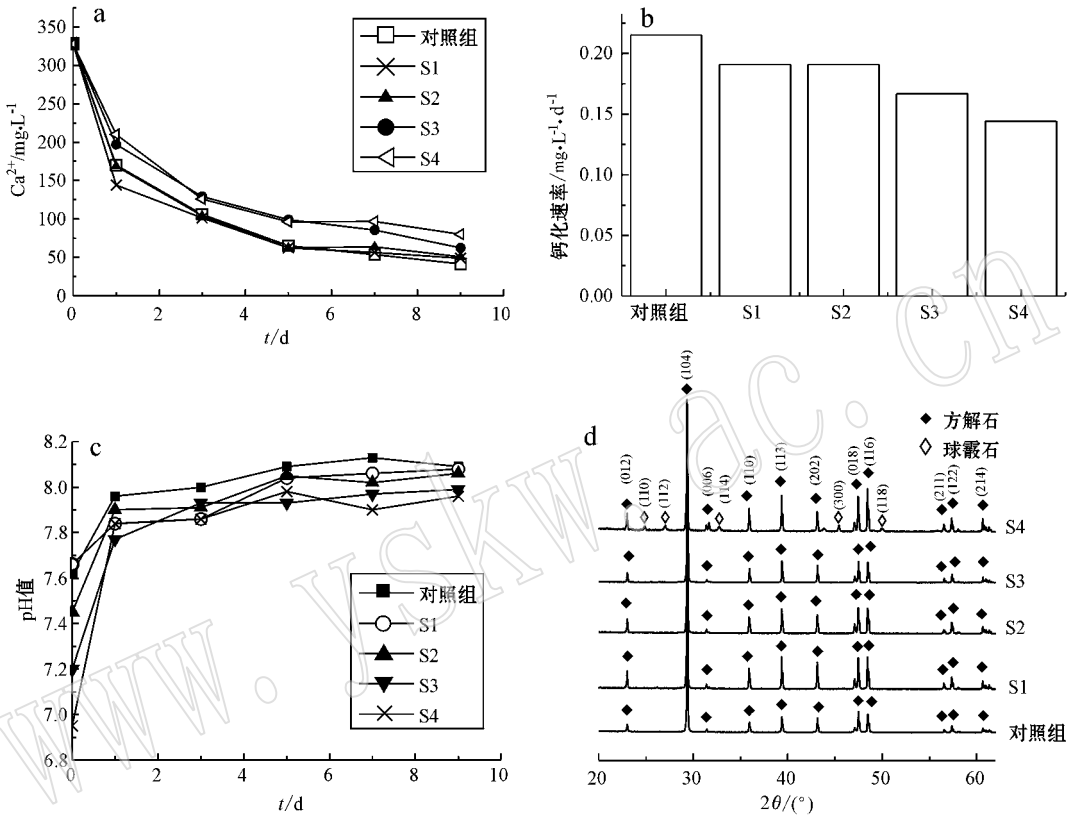 a
350
300
250
200
150
100
50
0
Ca²⁺/mg•L⁻¹
0 2 4 6 8 10
t/d
对照组
S1
S2
S3
S4
b
0.20
0.15
0.10
0.05
0.00
钙化速率/mg•L⁻¹•d⁻¹
对照组 S1 S2 S3 S4
c
8.2
8.0
7.8
7.6
7.4
7.2
7.0
6.8
pH值
0 2 4 6 8 10
t/d
对照组
S1
S2
S3
S4
d
方解石
球霰石
(104)
(012) (110) (112) (006) (114) (110) (113) (202) (300) (018) (116) (118) (211) (122) (214)
S4
S3
S2
S1
对照组
20 30 40 50 60
2θ/(°)
www.yskw.ac.cn